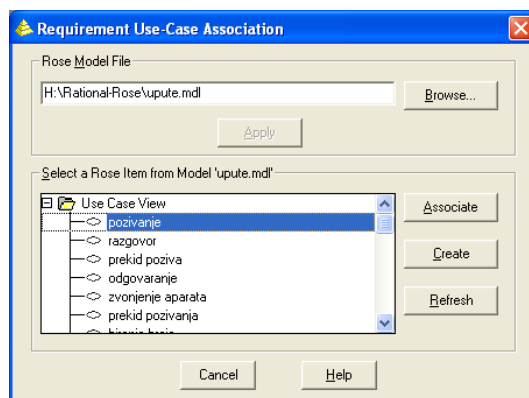 Requirement Use-Case Association
Rose Model File
H:\Rational-Rose\upute.mdl
Browse...
Apply
Select a Rose Item from Model 'upute.mdl'
Use Case View
pozivanje
Associate
razgovor
prekid poziva
Create
odgovaranje
zvonjenje aparata
Refresh
prekid pozivanja
Cancel
Help